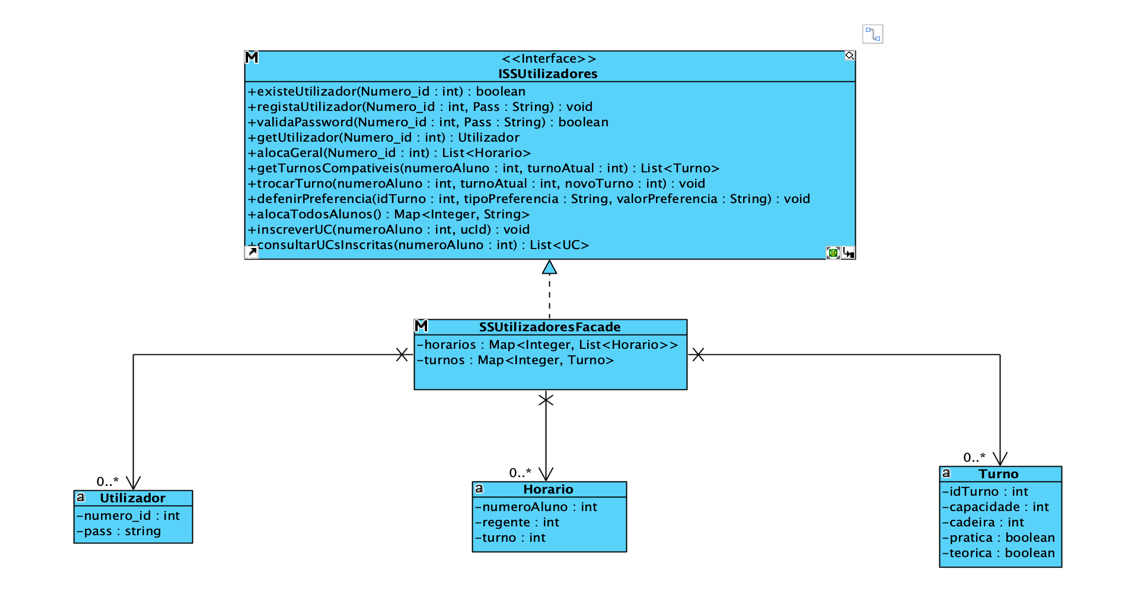 <<Interface>>
ISSUtilizadores
+existeUtilizador(Numero_id : int) : boolean
+registaUtilizador(Numero_id : int, Pass : String) : void
+validaPassword(Numero_id : int, Pass : String) : boolean
+getUtilizador(Numero_id : int) : Utilizador
+alocaGeral(Numero_id : int) : List<Horario>
+getTurnosCompativeis(numeroAluno : int, turnoAtual : int) : List<Turno>
+trocarTurno(numeroAluno : int, turnoAtual : int, novoTurno : int) : void
+defenirPreferencia(idTurno : int, tipoPreferencia : String, valorPreferencia : String) : void
+alocaTodosAlunos() : Map<Integer, String>
+inscreverUC(numeroAluno : int, ucId) : void
+consultarUCsInscritas(numeroAluno : int) : List<UC>
SSUtilizadoresFacade
-horarios : Map<Integer, List<Horario>>
-turnos : Map<Integer, Turno>
0..*
Utilizador
-numero_id : int
-pass : string
0..*
Horario
-numeroAluno : int
-regente : int
-turno : int
0..*
Turno
-idTurno : int
-capacidade : int
-cadeira : int
-pratica : boolean
-teorica : boolean